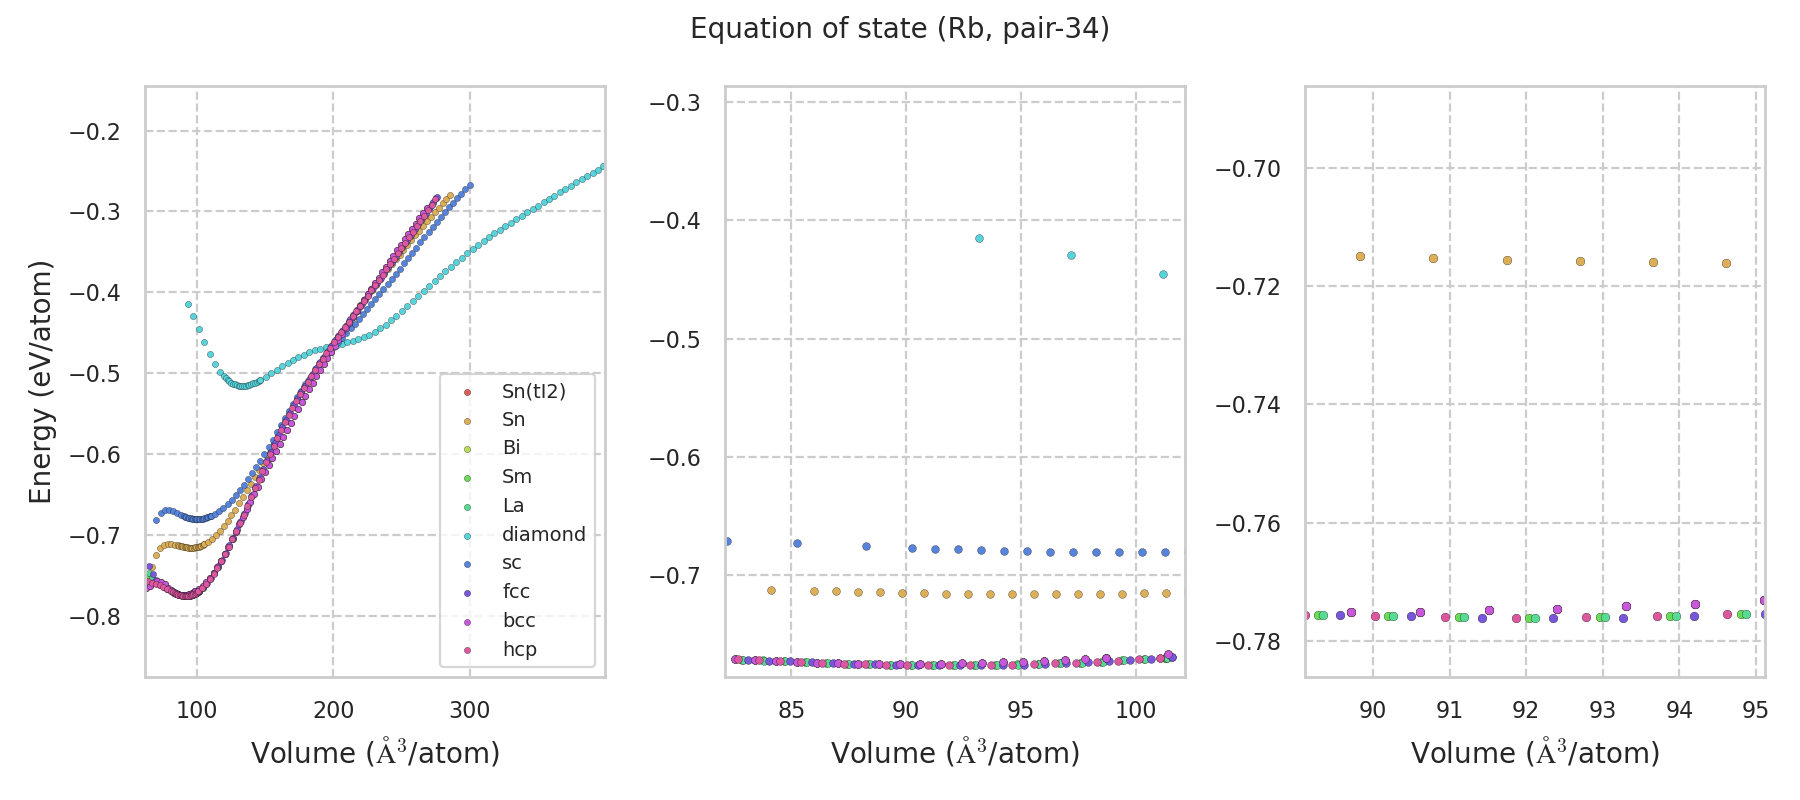 Equation of state (Rb, pair-34)
Energy (eV/atom)
−0.2
−0.3
−0.4
−0.5
−0.6
−0.7
−0.8
100 200 300
Volume (Å³/atom)
Sn(tI2)
Sn
Bi
Sm
La
diamond
sc
fcc
bcc
hcp
−0.3
−0.4
−0.5
−0.6
−0.7
85 90 95 100
Volume (Å³/atom)
−0.70
−0.72
−0.74
−0.76
−0.78
90 91 92 93 94 95
Volume (Å³/atom)